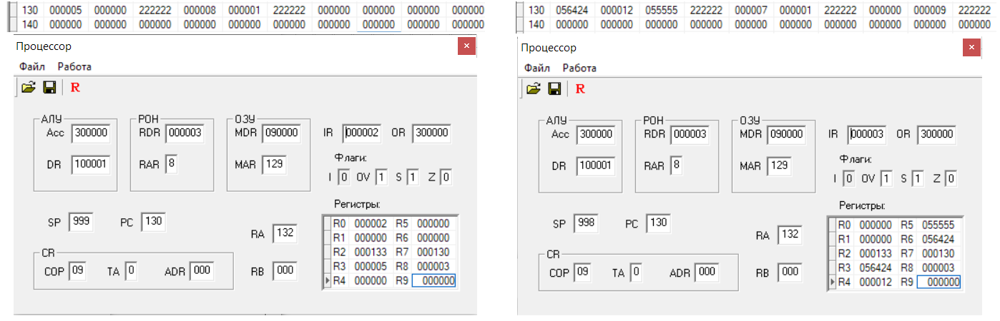 130 000005 000000 222222 000008 000001 222222 000000 000000 000000 000000
140 000000 000000 000000 000000 000000 000000 000000 000000 000000 000000
Процессор
Файл Работа
R
АЛУ РОН ОЗУ
Acc 300000 RDR 000003 MDR 090000 IR 000002 OR 300000
Флаги:
DR 100001 RAR 8 MAR 129
I 0 OV 1 S 1 Z 0
Регистры:
SP 999 PC 130 R0 000002 R5 000000
RA 132 R1 000000 R6 000000
R2 000133 R7 000130
CR R3 000005 R8 000003
COP 09 TA 0 ADR 000 RB 000 R4 000000 R9 000000
130 056424 000012 055555 222222 000007 000001 222222 000000 000009 222222
140 000000 000000 000000 000000 000000 000000 000000 000000 000000 000000
Процессор
Файл Работа
R
АЛУ РОН ОЗУ
Acc 300000 RDR 000003 MDR 090000 IR 000003 OR 300000
Флаги:
DR 100001 RAR 8 MAR 129
I 0 OV 1 S 1 Z 0
Регистры:
SP 998 PC 130 R0 000000 R5 055555
RA 132 R1 000000 R6 056424
R2 000133 R7 000130
CR R3 056424 R8 000003
COP 09 TA 0 ADR 000 RB 000 R4 000012 R9 000000